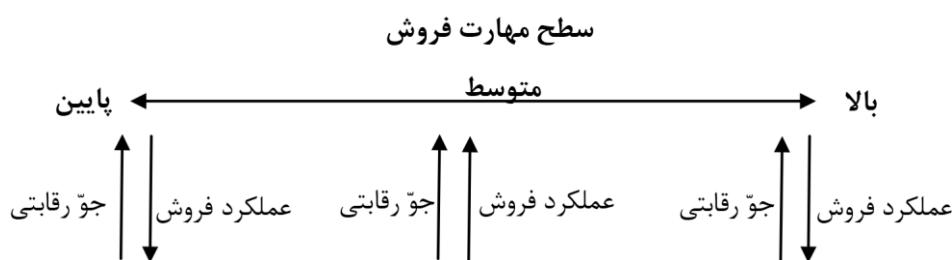 سطح مهارت فروش
متوسط
بالا
پایین
عملکرد فروش
جوّ رقابتی
عملکرد فروش
جوّ رقابتی
عملکرد فروش
جوّ رقابتی